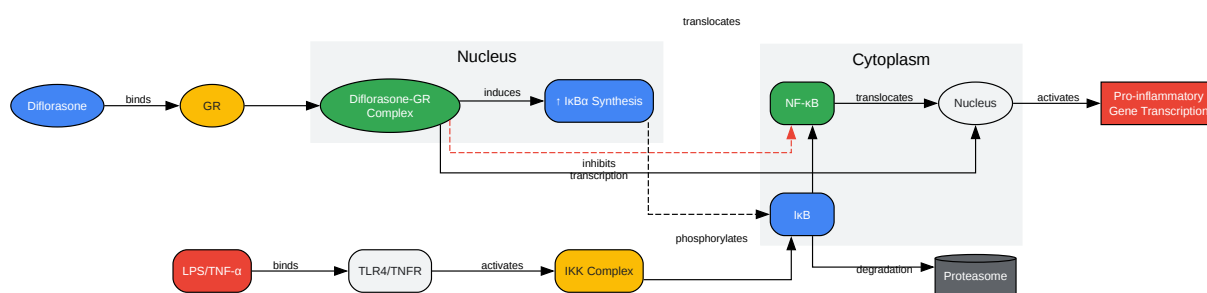 translocates
Nucleus
Cytoplasm
Diflorasone
binds
GR
Diflorasone-GR
Complex
induces
↑ IκBα Synthesis
NF-κB
translocates
Nucleus
activates
Pro-inflammatory
Gene Transcription
inhibits
transcription
IκB
phosphorylates
LPS/TNF-α
binds
TLR4/TNFR
activates
IKK Complex
degradation
Proteasome